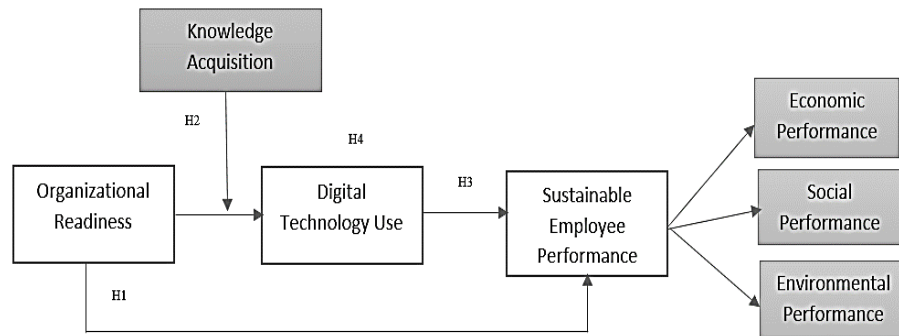 Knowledge
Acquisition
H2
H4
Economic
Performance
Organizational
Readiness
Digital
Technology Use
H3
Sustainable
Employee
Performance
Social
Performance
H1
Environmental
Performance